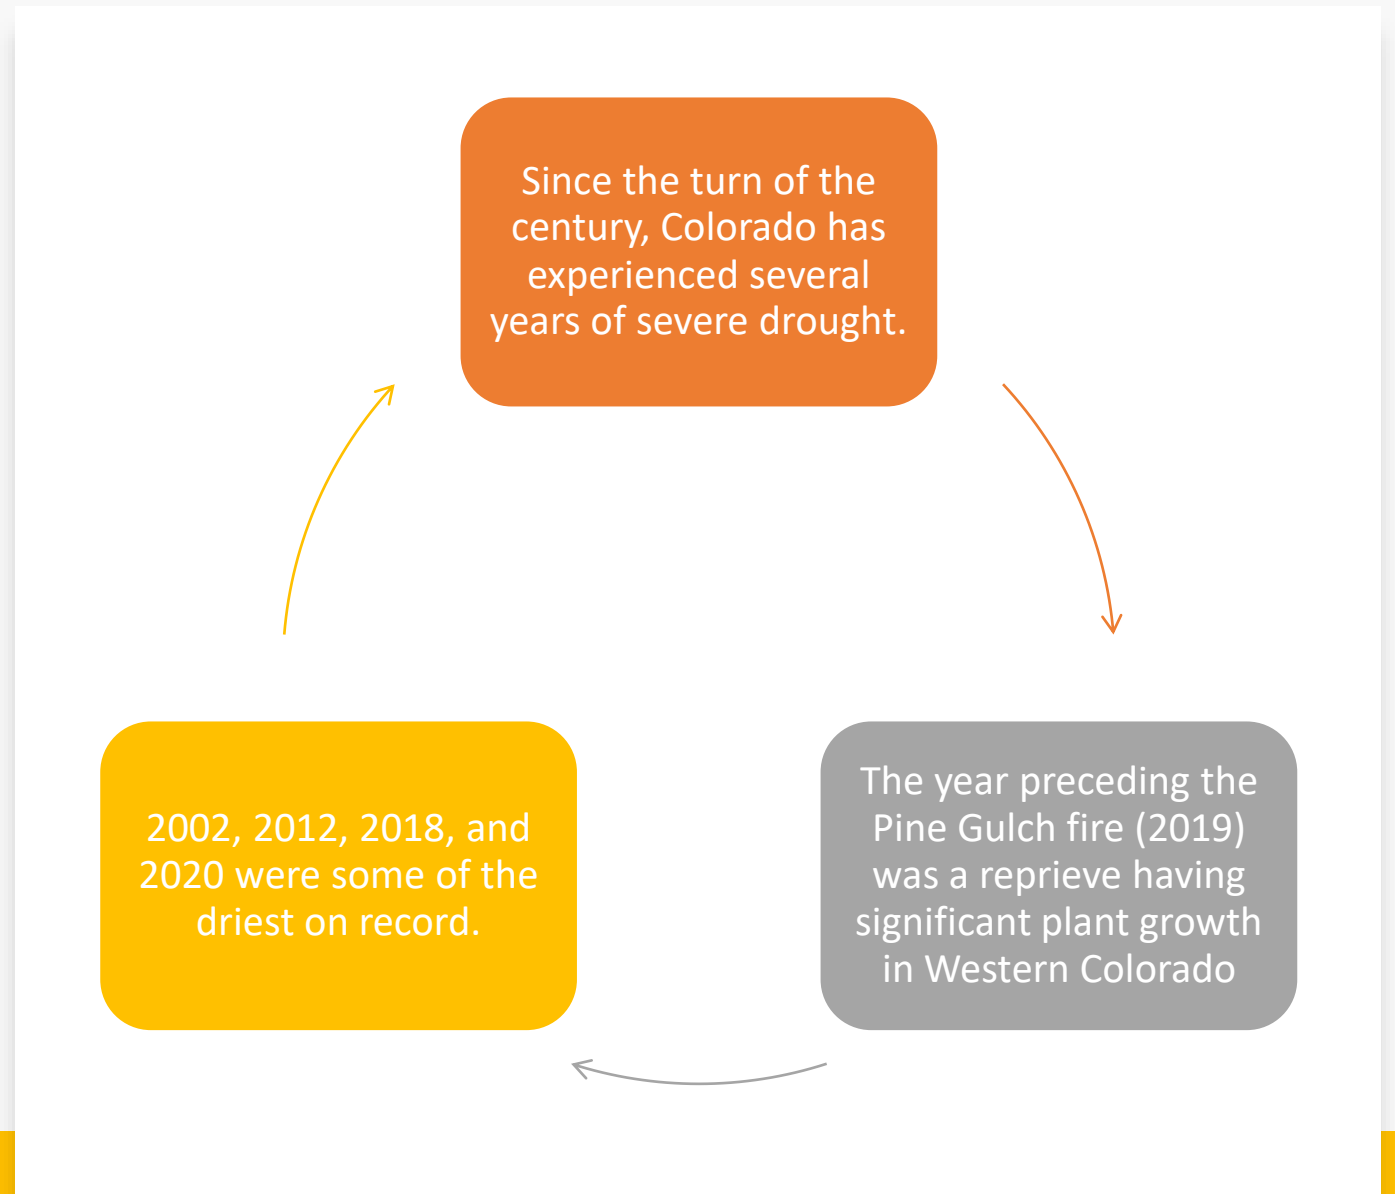 Since the turn of the
century, Colorado has
experienced several
years of severe drought.
The year preceding the
Pine Gulch fire (2019)
was a reprieve having
significant plant growth
in Western Colorado
2002, 2012, 2018, and
2020 were some of the
driest on record.